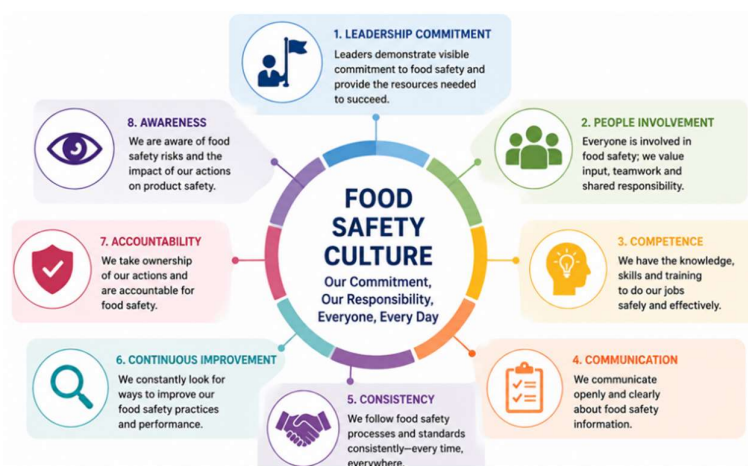 1. LEADERSHIP COMMITMENT
Leaders demonstrate visible
commitment to food safety and
provide the resources needed
to succeed.
2. PEOPLE INVOLVEMENT
Everyone is involved in
food safety; we value
input, teamwork and
shared responsibility.
3. COMPETENCE
We have the knowledge,
skills and training
to do our jobs
safely and effectively.
4. COMMUNICATION
We communicate
openly and clearly
about food safety
information.
5. CONSISTENCY
We follow food safety
processes and standards
consistently—every time,
everywhere.
6. CONTINUOUS IMPROVEMENT
We constantly look for
ways to improve our
food safety practices
and performance.
7. ACCOUNTABILITY
We take ownership
of our actions and
are accountable for
food safety.
8. AWARENESS
We are aware of food
safety risks and the
impact of our actions
on product safety.
FOOD
SAFETY
CULTURE
Our Commitment,
Our Responsibility,
Everyone, Every Day